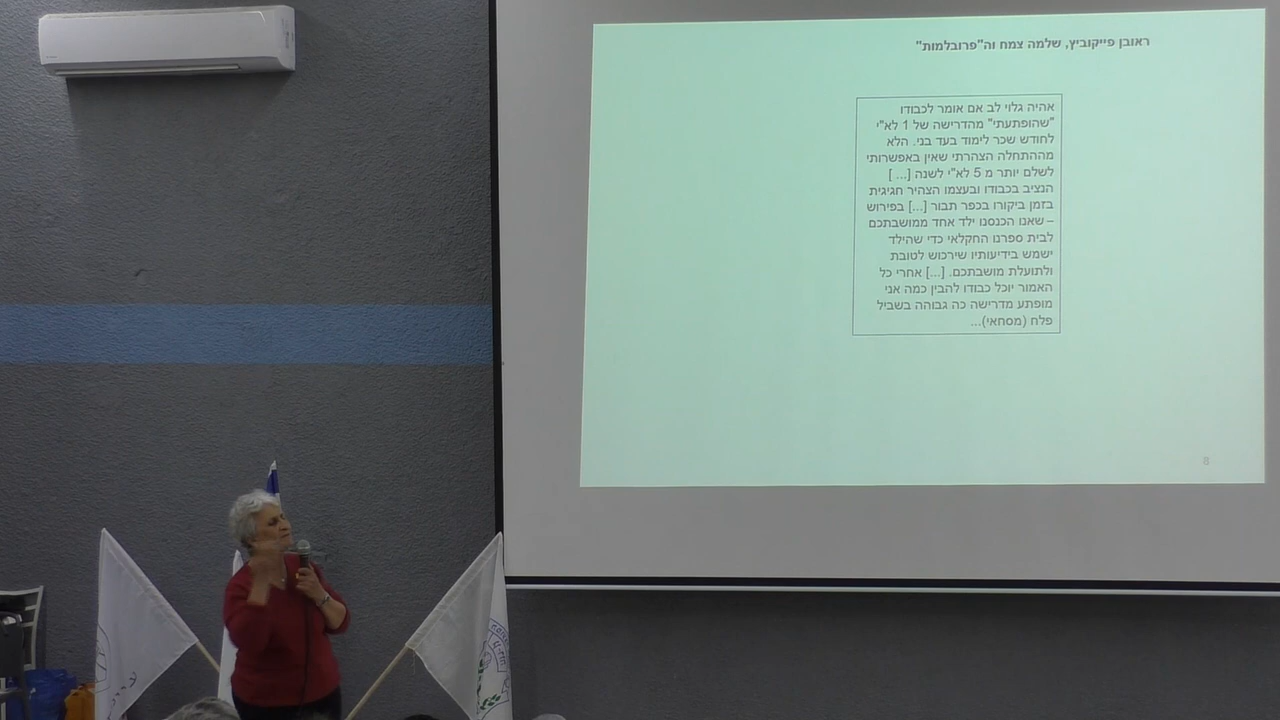 ראובן פייקוביץ, שלמה צמח וה"פרובלמות"
אהיה גלוי לב אם אומר לכבודו
"שהופתעתי" מהדרישה של 1 לא"י
לחודש שכר לימוד בעד בני. הלא
מההתחלה הצהרתי שאין באפשרותי
לשלם יותר מ 5 לא"י לשנה [... ]
הנציב בכבודו ובעצמו הצהיר חגיגית
בזמן ביקורו בכפר תבור [...] בפירוש
– שאנו הכנסנו ילד אחד ממושבתכם
לבית ספרנו החקלאי כדי שהילד
ישמש בידיעותיו שירכוש לטובת
ולתועלת מושבתכם. [...] אחרי כל
האמור יוכל כבודו להבין כמה אני
מופתע מדרישה כה גבוהה בשביל
פלח (מסחאי)...
8